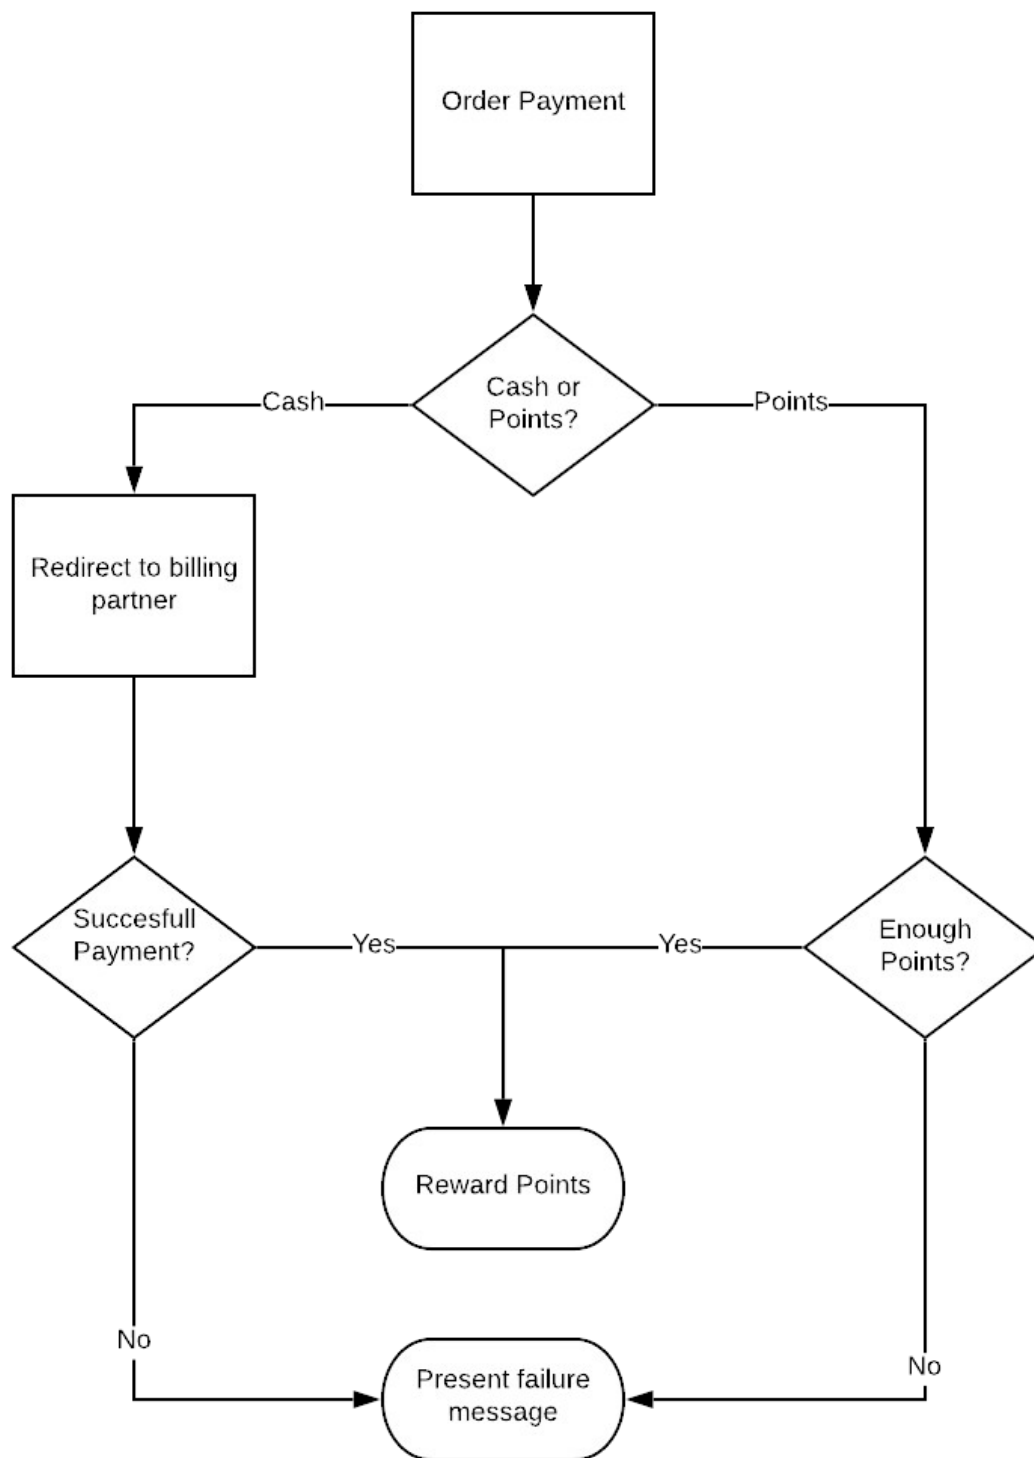 Order Payment
Cash or
Points?
Cash
Points
Redirect to billing
partner
Succesfull
Payment?
Yes
Yes
Enough
Points?
Reward Points
No
No
Present failure
message